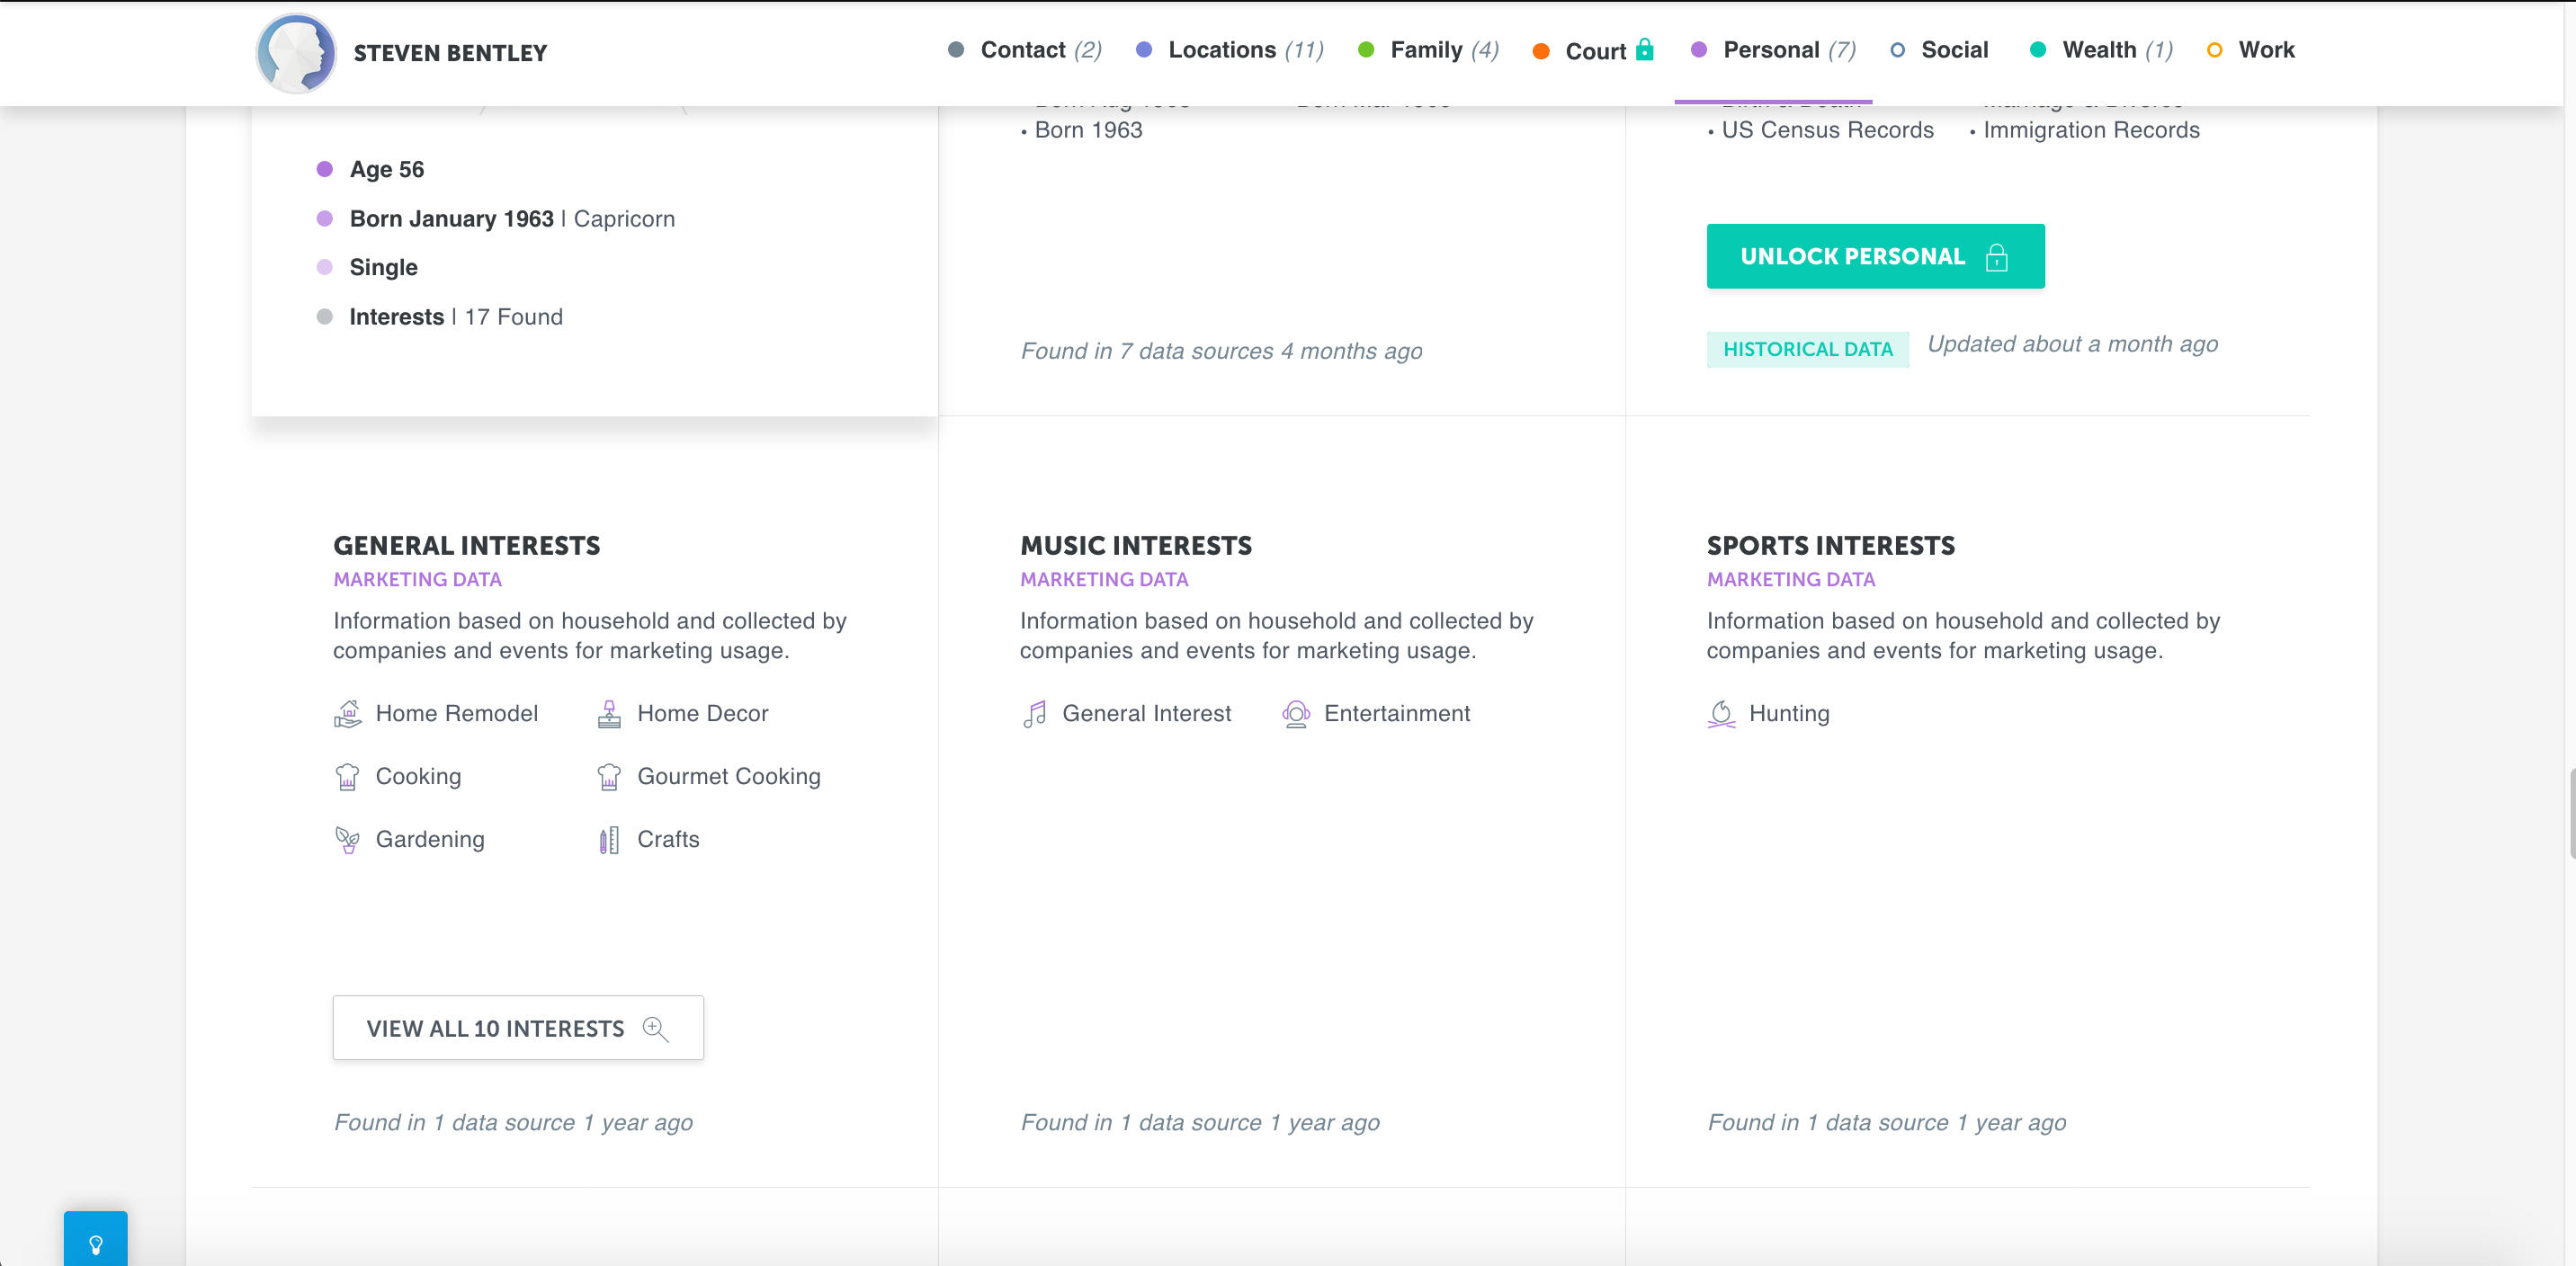 STEVEN BENTLEY
Contact (2)
Locations (11)
Family (4)
Court
Personal (7)
Social
Wealth (1)
Work
• Born 1963
• US Census Records
• Immigration Records
Age 56
Born January 1963 | Capricorn
Single
Interests | 17 Found
Found in 7 data sources 4 months ago
UNLOCK PERSONAL
HISTORICAL DATA
Updated about a month ago
GENERAL INTERESTS
MARKETING DATA
Information based on household and collected by
companies and events for marketing usage.
Home Remodel
Home Decor
Cooking
Gourmet Cooking
Gardening
Crafts
VIEW ALL 10 INTERESTS
Found in 1 data source 1 year ago
MUSIC INTERESTS
MARKETING DATA
Information based on household and collected by
companies and events for marketing usage.
General Interest
Entertainment
Found in 1 data source 1 year ago
SPORTS INTERESTS
MARKETING DATA
Information based on household and collected by
companies and events for marketing usage.
Hunting
Found in 1 data source 1 year ago